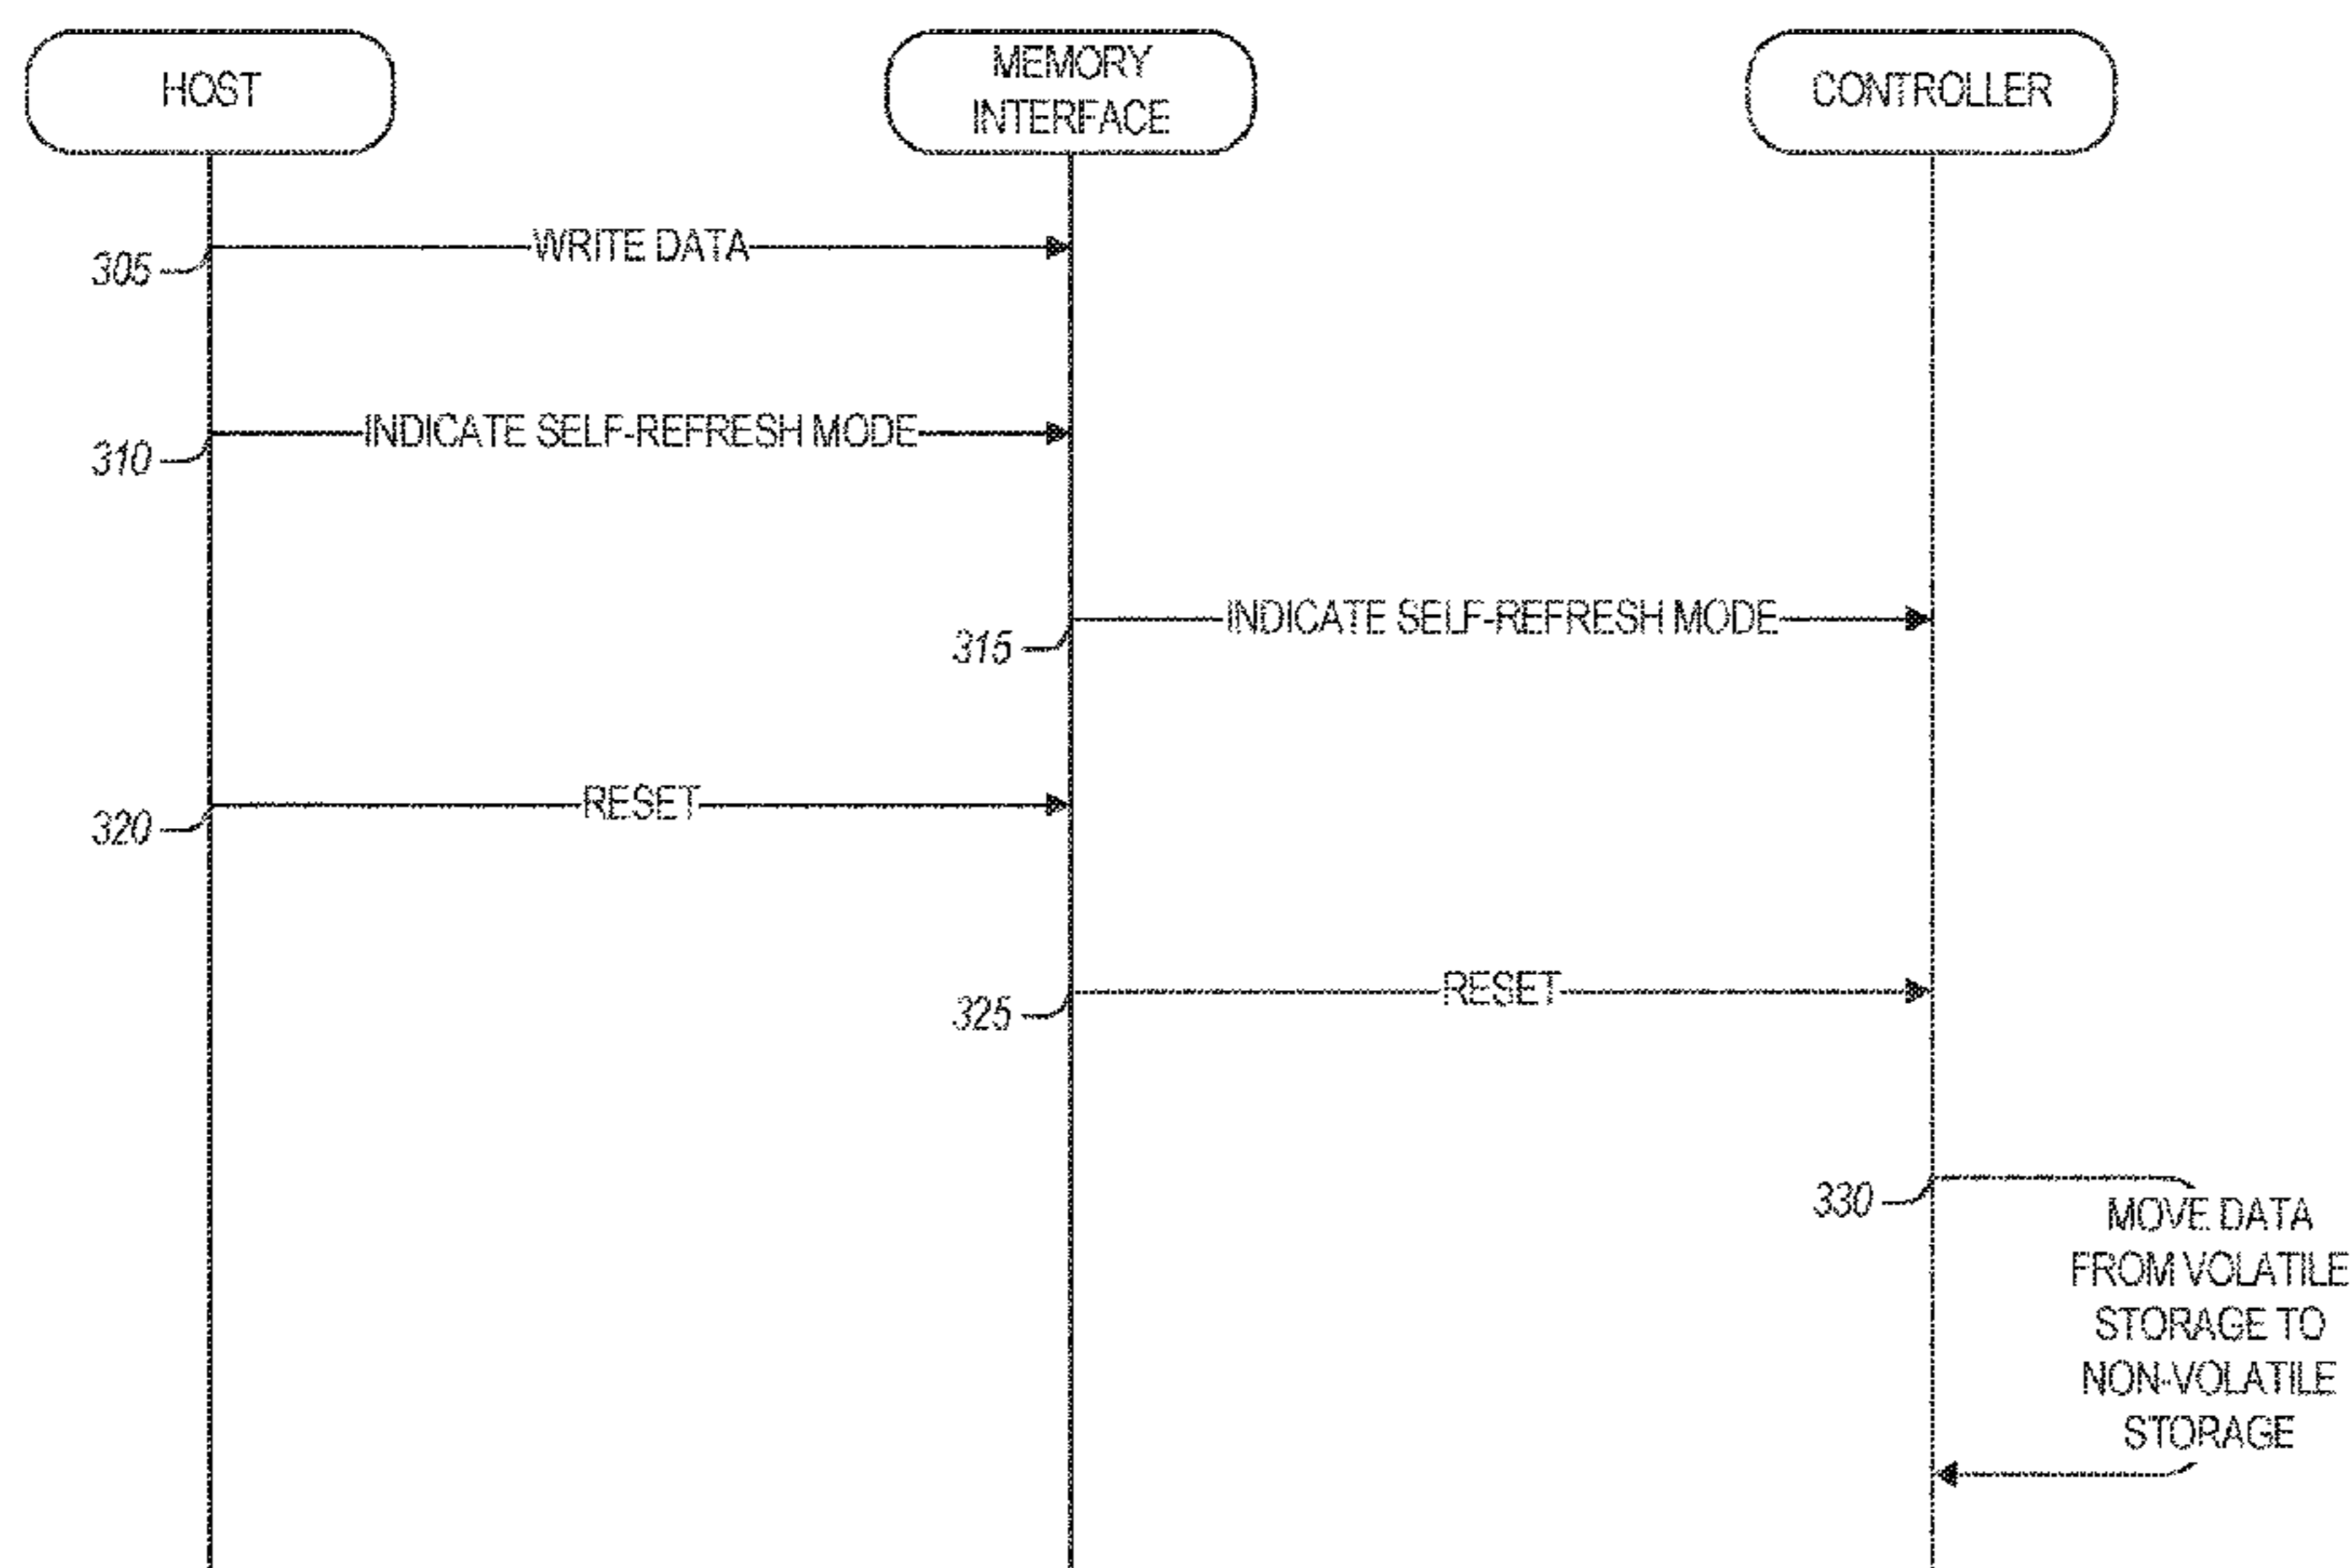 HOST
MEMORY
INTERFACE
CONTROLLER
WRITE DATA
305
INDICATE SELF-REFRESH MODE
310
INDICATE SELF-REFRESH MODE
315
RESET
320
RESET
325
330
MOVE DATA
FROM VOLATILE
STORAGE TO
NON-VOLATILE
STORAGE